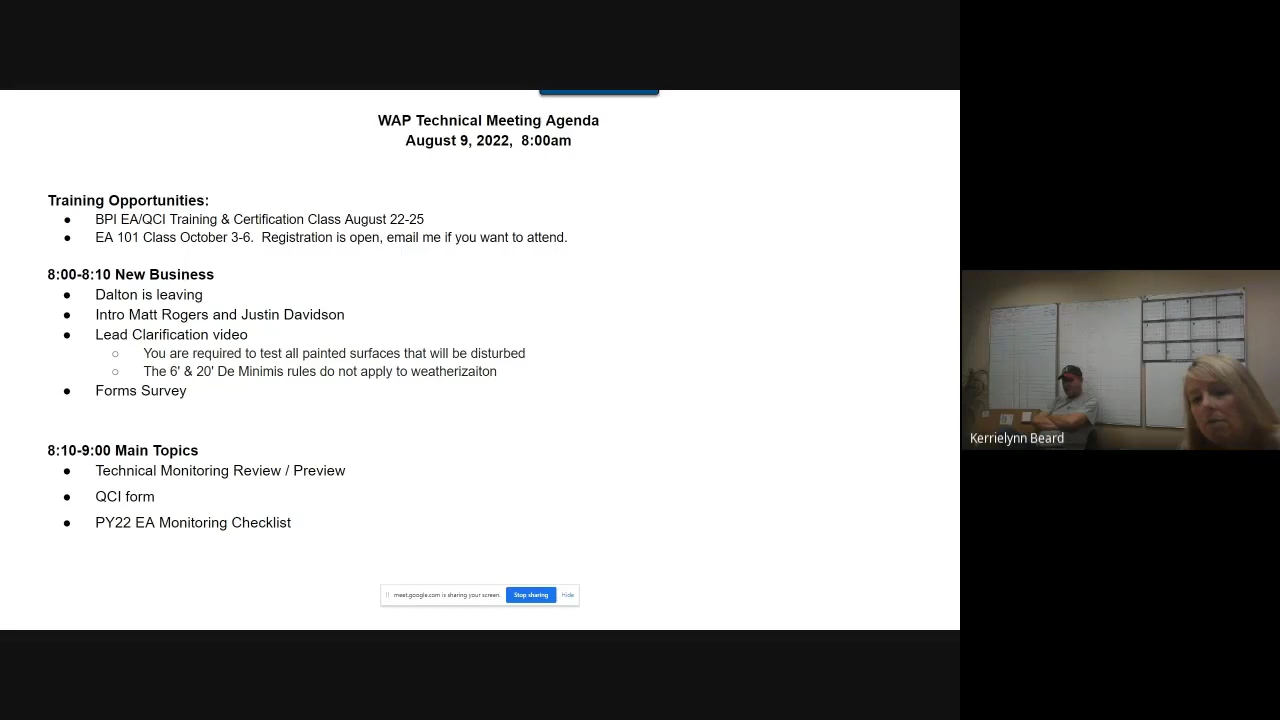 WAP Technical Meeting Agenda
August 9, 2022, 8:00am
Training Opportunities:
● BPI EA/QCI Training & Certification Class August 22-25
● EA 101 Class October 3-6. Registration is open, email me if you want to attend.
8:00-8:10 New Business
● Dalton is leaving
● Intro Matt Rogers and Justin Davidson
● Lead Clarification video
○ You are required to test all painted surfaces that will be disturbed
○ The 6' & 20' De Minimis rules do not apply to weatherizaiton
● Forms Survey
8:10-9:00 Main Topics
● Technical Monitoring Review / Preview
● QCI form
● PY22 EA Monitoring Checklist
meet.google.com is sharing your screen. Stop sharing Hide
Kerrielynn Beard